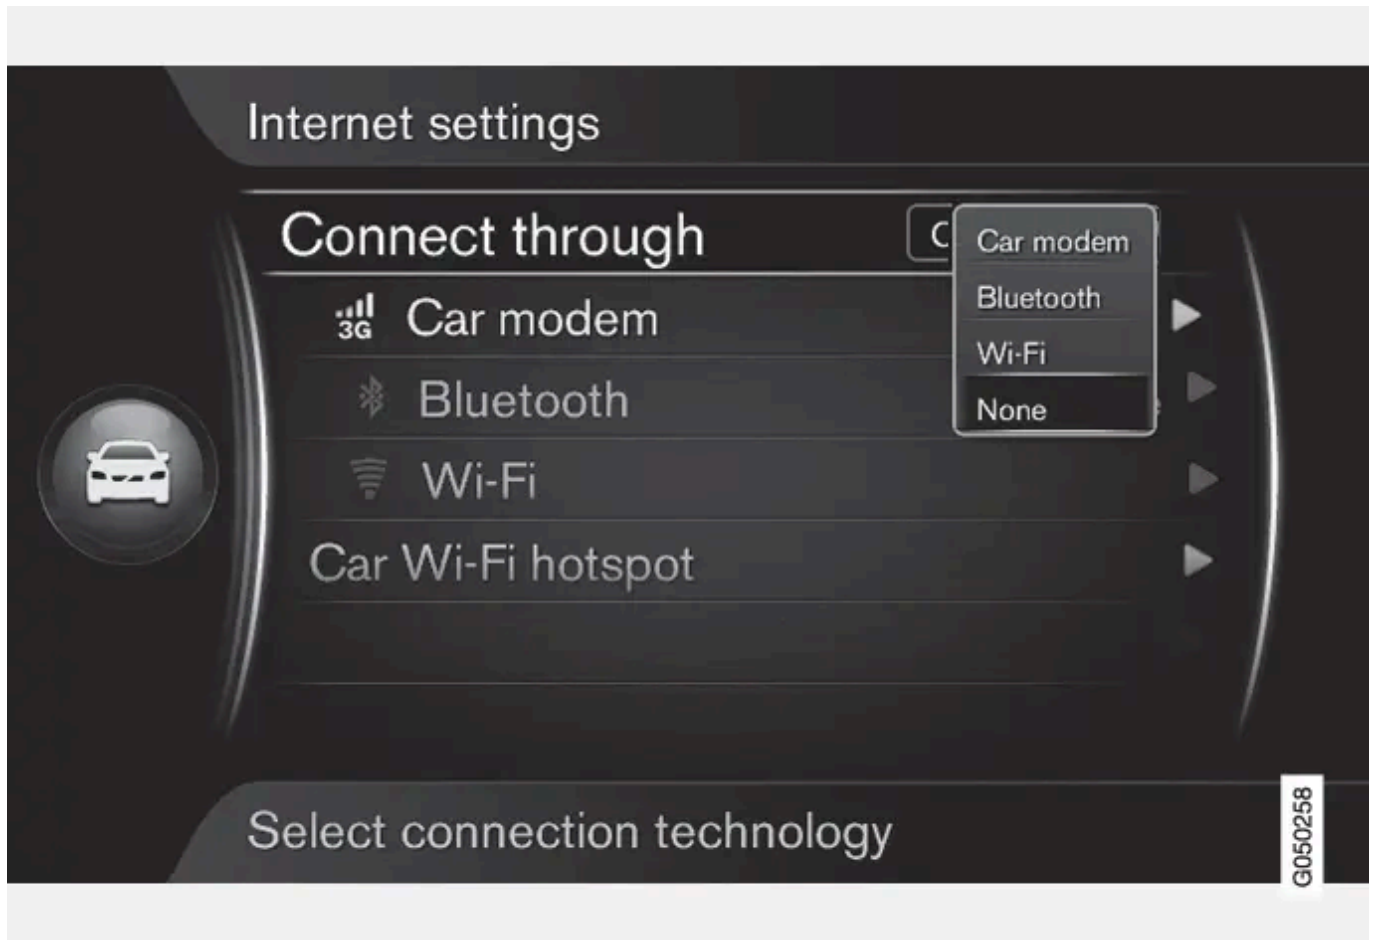 Internet settings
Connect through
C
Car modem
Bluetooth
Wi-Fi
None
3G
Car modem
Bluetooth
Wi-Fi
Car Wi-Fi hotspot
Select connection technology
G050258